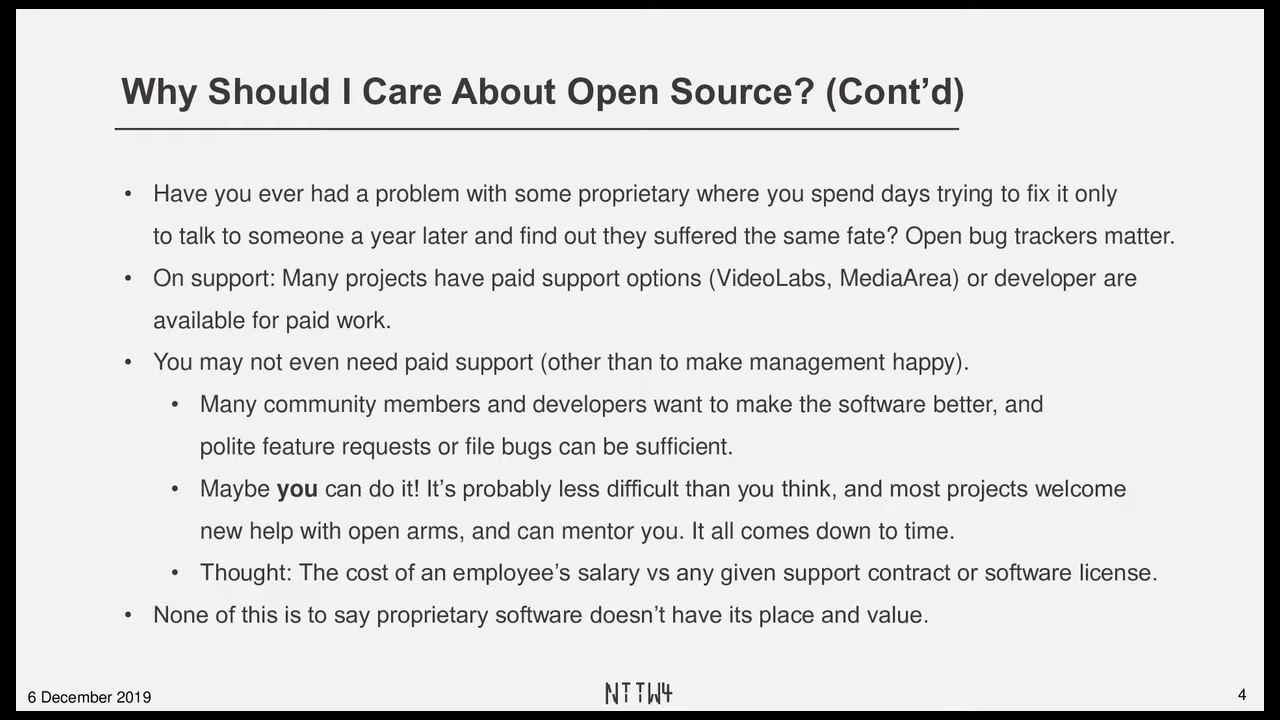 Why Should I Care About Open Source? (Cont’d)
• Have you ever had a problem with some proprietary where you spend days trying to fix it only
to talk to someone a year later and find out they suffered the same fate? Open bug trackers matter.
• On support: Many projects have paid support options (VideoLabs, MediaArea) or developer are
available for paid work.
• You may not even need paid support (other than to make management happy).
• Many community members and developers want to make the software better, and
polite feature requests or file bugs can be sufficient.
• Maybe you can do it! It’s probably less difficult than you think, and most projects welcome
new help with open arms, and can mentor you. It all comes down to time.
• Thought: The cost of an employee’s salary vs any given support contract or software license.
• None of this is to say proprietary software doesn’t have its place and value.
6 December 2019
NTTW4
4